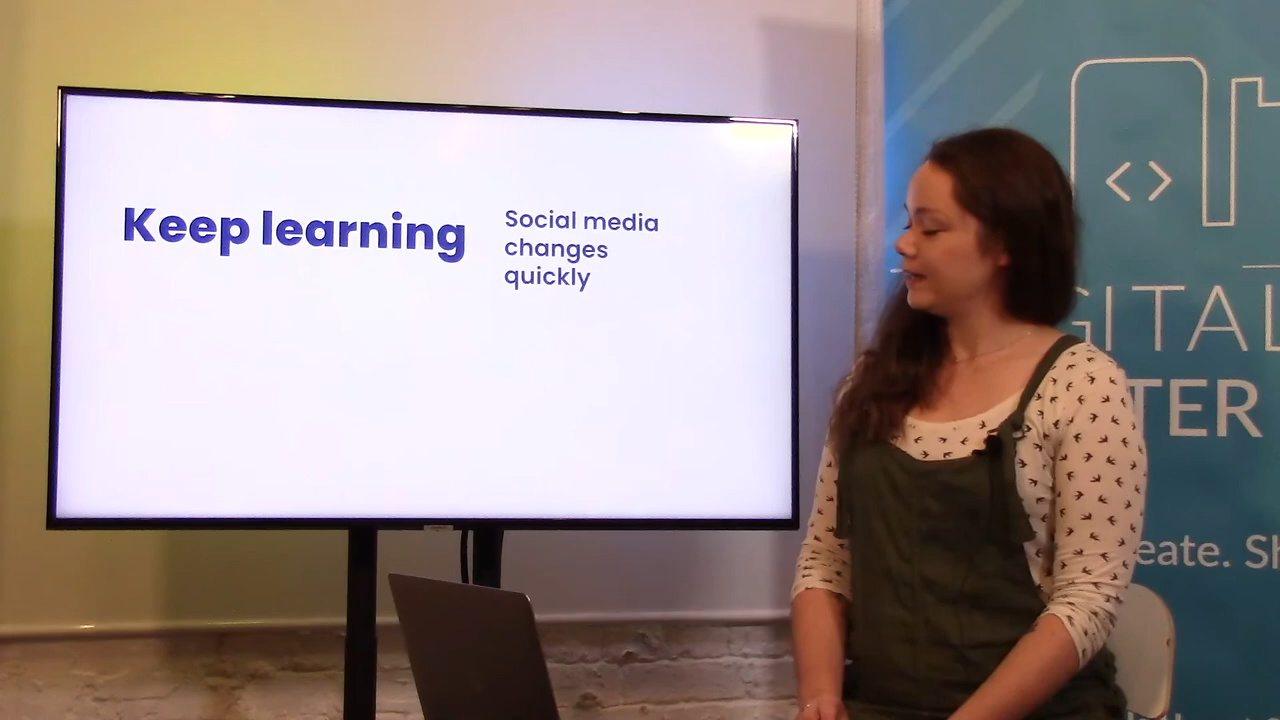 Keep learning
Social media
changes
quickly
<>
GITAL
TER
eate. Sh